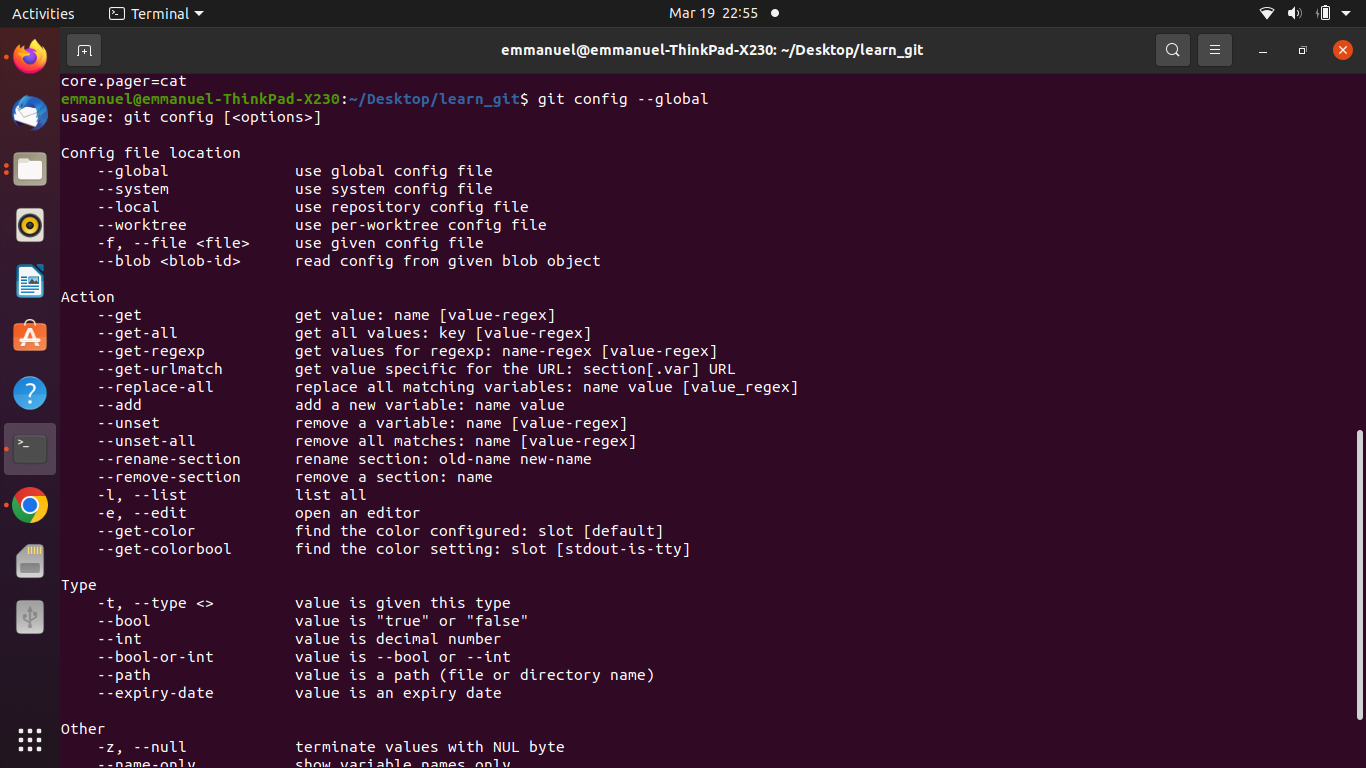 Activities Terminal Mar 19 22:55
emmanuel@emmanuel-ThinkPad-X230: ~/Desktop/learn_git
core.pager=cat
emmanuel@emmanuel-ThinkPad-X230:~/Desktop/learn_git$ git config --global
usage: git config [<options>]
Config file location
--global use global config file
--system use system config file
--local use repository config file
--worktree use per-worktree config file
-f, --file <file> use given config file
--blob <blob-id> read config from given blob object
Action
--get get value: name [value-regex]
--get-all get all values: key [value-regex]
--get-regexp get values for regexp: name-regex [value-regex]
--get-urlmatch get value specific for the URL: section[.var] URL
--replace-all replace all matching variables: name value [value_regex]
--add add a new variable: name value
--unset remove a variable: name [value-regex]
--unset-all remove all matches: name [value-regex]
--rename-section rename section: old-name new-name
--remove-section remove a section: name
-l, --list list all
-e, --edit open an editor
--get-color find the color configured: slot [default]
--get-colorbool find the color setting: slot [stdout-is-tty]
Type
-t, --type <> value is given this type
--bool value is "true" or "false"
--int value is decimal number
--bool-or-int value is --bool or --int
--path value is a path (file or directory name)
--expiry-date value is an expiry date
Other
-z, --null terminate values with NUL byte
--name-only show variable names only